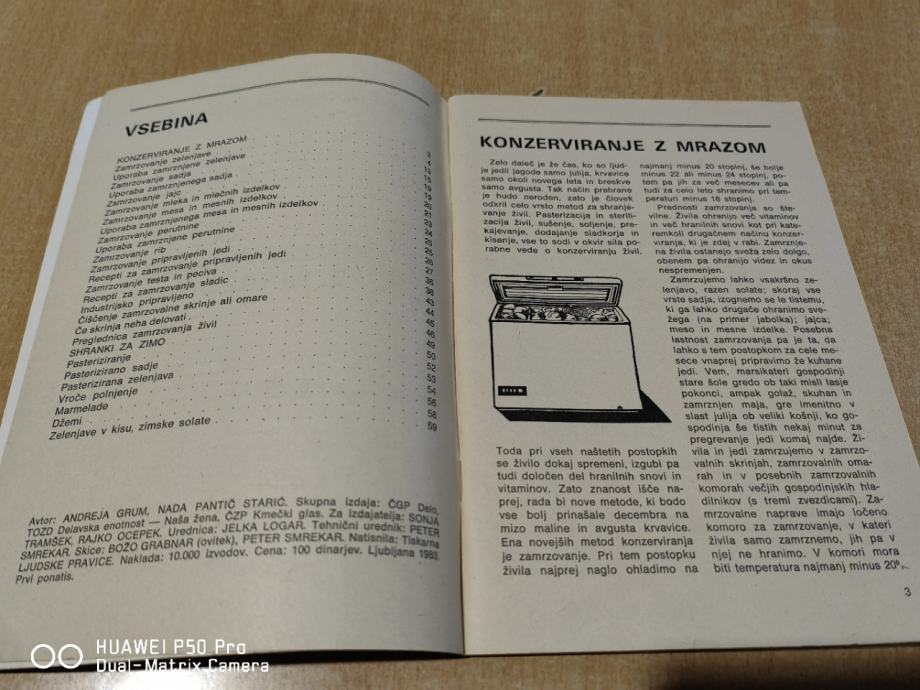 VSEBINA
KONZERVIRANJE Z MRAZOM 3
Zamrzovanje zelenjave 4
Uporaba zamrznjene zelenjave 13
Zamrzovanje sadja
Uporaba zamrznjenega sadja
Zamrzovanje jajc
Zamrzovanje mleka in mlečnih izdelkov
Zamrzovanje mesa in mesnih izdelkov
Uporaba zamrznjenega mesa in mesnih izdelkov
Zamrzovanje perutnine
Uporaba zamrznjene perutnine
Zamrzovanje rib
Zamrzovanje pripravljenih jedi
Recepti za zamrzovanje pripravljenih jedi
Zamrzovanje testa in peciva
Recepti za zamrzovanje sladic
Industrijsko pripravljeno
Čiščenje zamrzovalne skrinje ali omare
Če skrinja neha delovati
Preglednica zamrzovanja živil
SHRANKI ZA ZIMO
Pasteriziranje
Pasterizirano sadje
Pasterizirana zelenjava
Vroče polnjenje
Marmelade
Džemi 58
Zelenjave v kisu, zimske solate 59
Avtor: ANDREJA GRUM, NADA PANTIČ STARIČ. Skupna izdaja: ČGP Delo,
TOZD Delavska enotnost — Naša žena, ČZP Kmečki glas. Za izdajatelja: SONJA
TRAMŠEK, RAJKO OCEPEK. Urednica: JELKA LOGAR. Tehnični urednik: PETER
SMREKAR. Skice: BOŽO GRABNAR (ovitek), PETER SMREKAR. Natisnila: Tiskarna
LJUDSKE PRAVICE. Naklada: 10.000 izvodov. Cena: 100 dinarjev. Ljubljana 1983.
Prvi ponatis.
KONZERVIRANJE Z MRAZOM
Zelo daleč je že čas, ko so ljud-
je jedli jagode samo julija, krvavice
samo okoli novega leta in breskve
samo avgusta. Tak način prehrane
je hudo neroden, zato je človek
odkril celo vrsto metod za shranje-
vanje živil. Pasterizacija in sterili-
zacija živil, sušenje, soljenje, pre-
kajevanje, dodajanje sladkorja in
kisanje, vse to sodi v okvir sila po-
rabne vede o konzerviranju živil.
Toda pri vseh naštetih postopkih
se živilo dokaj spremeni, izgubi pa
tudi določen del hranilnih snovi in
vitaminov. Zato znanost išče na-
prej, rada bi nove metode, ki bodo
vse bolj prinašale decembra na
mizo maline in avgusta krvavice.
Ena novejših metod konzerviranja
je zamrzovanje. Pri tem postopku
živila najprej naglo ohladimo na
najmanj minus 20 stopinj, še bolje
minus 22 ali minus 24 stopinj, po-
tem pa jih za več mesecev ali pa
tudi za celo leto shranimo pri tem-
peraturi minus 18 stopinj.
Prednosti zamrzovanja so šte-
vilne. Živila ohranijo več vitaminov
in več hranilnih snovi kot pri kate-
remkoli drugačnem načinu konzer-
viranja, ki je zdaj v rabi. Zamrznje-
na živila ostanejo sveža zelo dolgo,
obenem pa ohranijo videz in okus
nespremenjen.
Zamrzujemo lahko vsakršno ze-
lenjavo, razen solate; skoraj vse
vrste sadja, izognemo se le tistemu,
ki ga lahko drugače ohranimo sve-
žega (na primer jabolka); jajca;
meso in mesne izdelke. Posebna
lastnost zamrzovanja pa je ta, da
lahko s tem postopkom za cele me-
sece vnaprej pripravimo že kuhane
jedi. Vem, marsikateri gospodinji
stare šole gredo ob taki misli lasje
pokonci, ampak golaž, skuhan in
zamrznjen maja, gre imenitno v
slast julija ob veliki košnji, ko go-
spodinja še tistih nekaj minut za
pregrevanje jedi komaj najde. Ži-
vila in jedi zamrzujemo v zamrzo-
valnih skrinjah, zamrzovalnih oma-
rah in v posebnih zamrzovalnih
komorah večjih gospodinjskih hla-
dilnikov (s tremi zvezdicami). Za-
mrzovalne naprave imajo ločeno
komoro za zamrzovanje, v kateri
živila samo zamrznemo, jih pa v
njej ne hranimo. V komori mora
biti temperatura najmanj minus 20°
3
HUAWEI P50 Pro
Dual-Matrix Camera